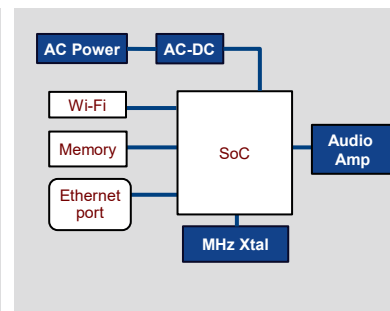 AC Power
AC-DC
Wi-Fi
Memory
SoC
Audio
Amp
Ethernet
port
MHz Xtal